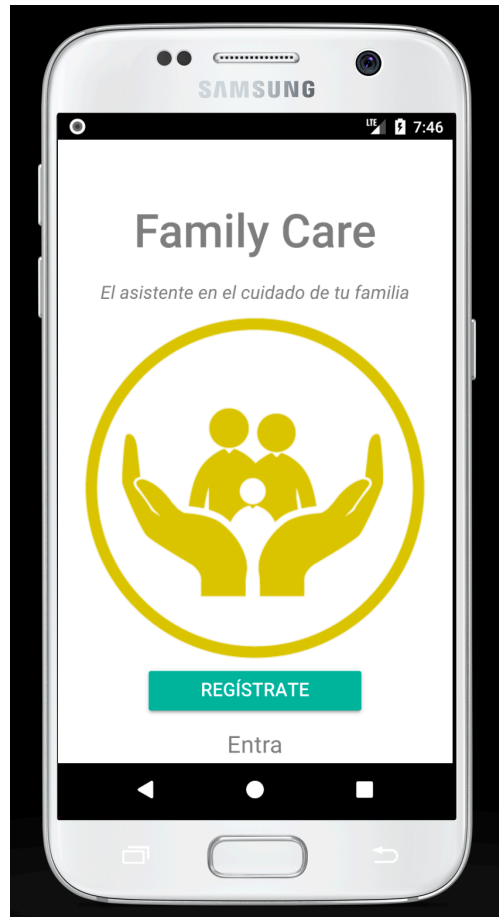 SAMSUNG
LTE 7:46
Family Care
El asistente en el cuidado de tu familia
REGÍSTRATE
Entra